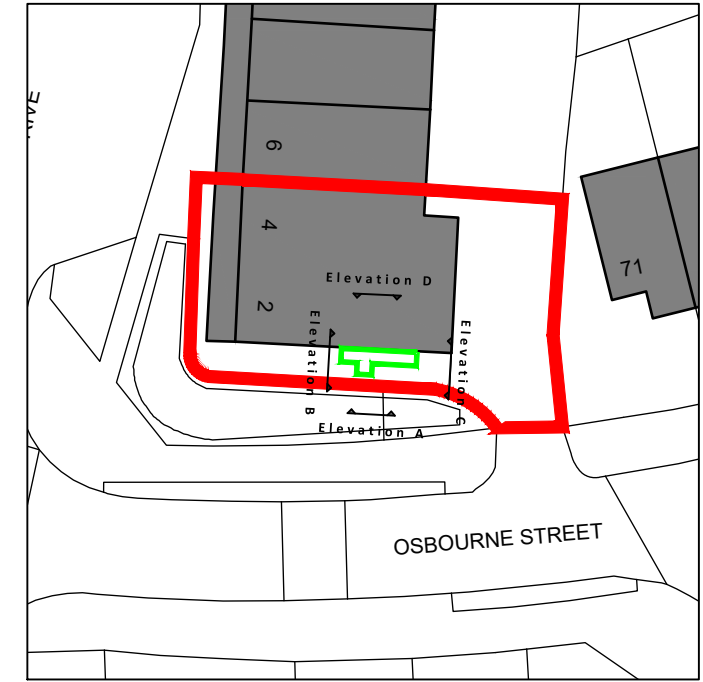 6
4
2
71
Elevation D
Elevation B
Elevation C
Elevation A
OSBOURNE STREET